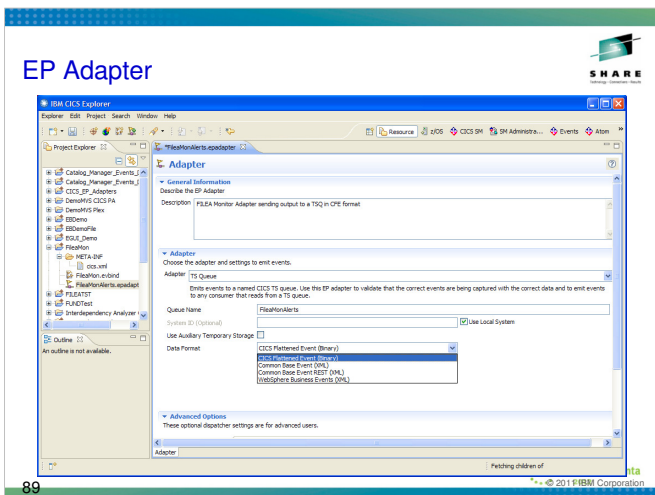 EP Adapter
SHARE
Technology · Connections · Results
IBM CICS Explorer
Explorer Edit Project Search Window Help
Resource z/OS CICS SM SM Administra... Events Atom »
Project Explorer
Catalog_Manager_Events_
Catalog_Manager_Events_
CICS_EP_Adapters
DemoMVS CICS PA
DemoMVS Plex
EBDemo
EBDemoFile
EGUI_Demo
FileaMon
META-INF
cics.xml
FileaMon.evbind
FileaMonAlerts.epadapt
FILEATST
FUNDTest
Interdependency Analyzer
Outline
An outline is not available.
*FileaMonAlerts.epadapter
Adapter
General Information
Describe the EP Adapter
Description FILEA Monitor Adapter sending output to a TSQ in CFE format
Adapter
Choose the adapter and settings to emit events.
Adapter TS Queue
Emits events to a named CICS TS queue. Use this EP adapter to validate that the correct events are being captured with the correct data and to emit events
to any consumer that reads from a TS queue.
Queue Name FileaMonAlerts
System ID (Optional) Use Local System
Use Auxiliary Temporary Storage
Data Format CICS Flattened Event (Binary)
CICS Flattened Event (Binary)
Common Base Event (XML)
Common Base Event REST (XML)
WebSphere Business Events (XML)
Advanced Options
These optional dispatcher settings are for advanced users.
Adapter
Fetching children of
89
© 2011 IBM Corporation